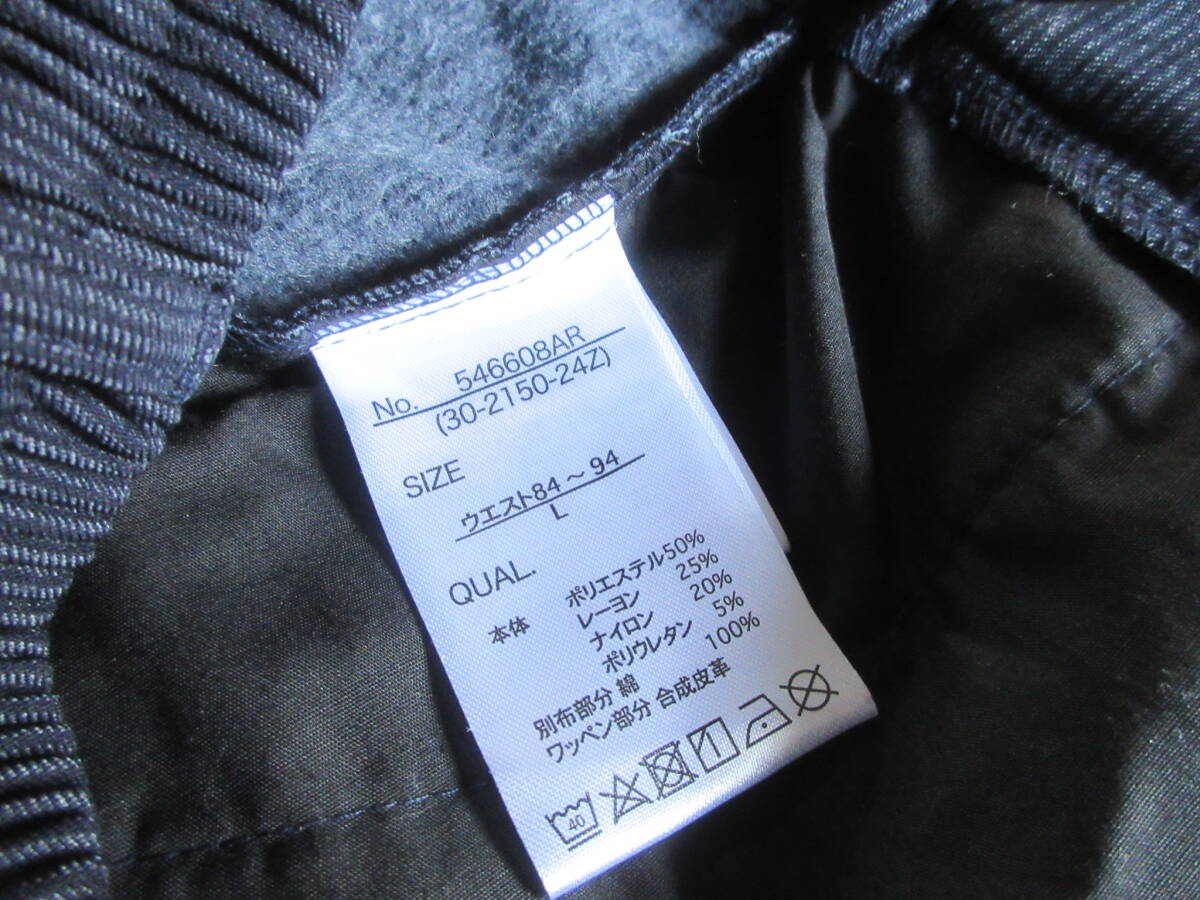 No. 546608AR
(30-2150-24Z)
SIZE
ウエスト84～94
L
QUAL.
本体 ポリエステル50%
レーヨン 25%
ナイロン 20%
ポリウレタン 5%
別布部分 綿 100%
ワッペン部分 合成皮革
40